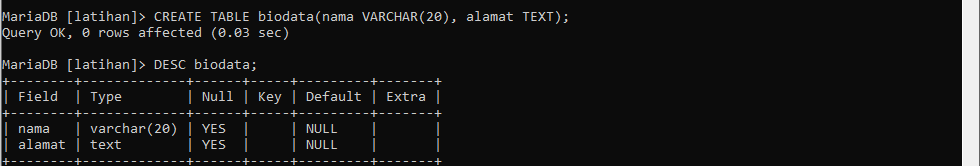 MariaDB [latihan]> CREATE TABLE biodata(nama VARCHAR(20), alamat TEXT);
Query OK, 0 rows affected (0.03 sec)
MariaDB [latihan]> DESC biodata;
+--------+-------------+------+-----+---------+-------+
| Field  | Type        | Null | Key | Default | Extra |
+--------+-------------+------+-----+---------+-------+
| nama   | varchar(20) | YES  |     | NULL    |       |
| alamat | text        | YES  |     | NULL    |       |
+--------+-------------+------+-----+---------+-------+